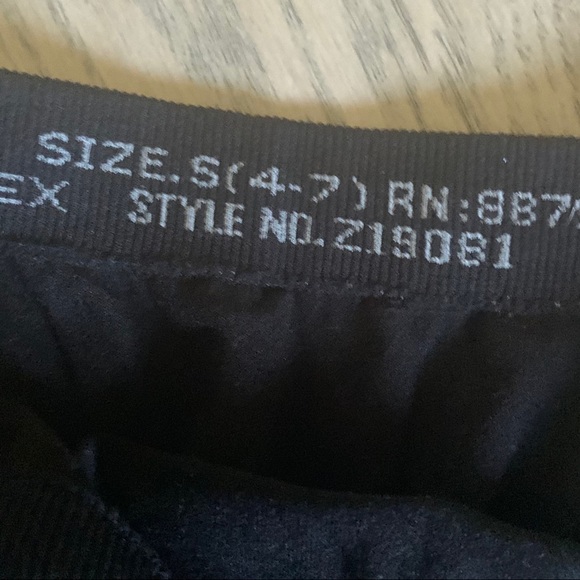 SIZE.S(4-7) RN:887
EX STYLE NO.Z19081